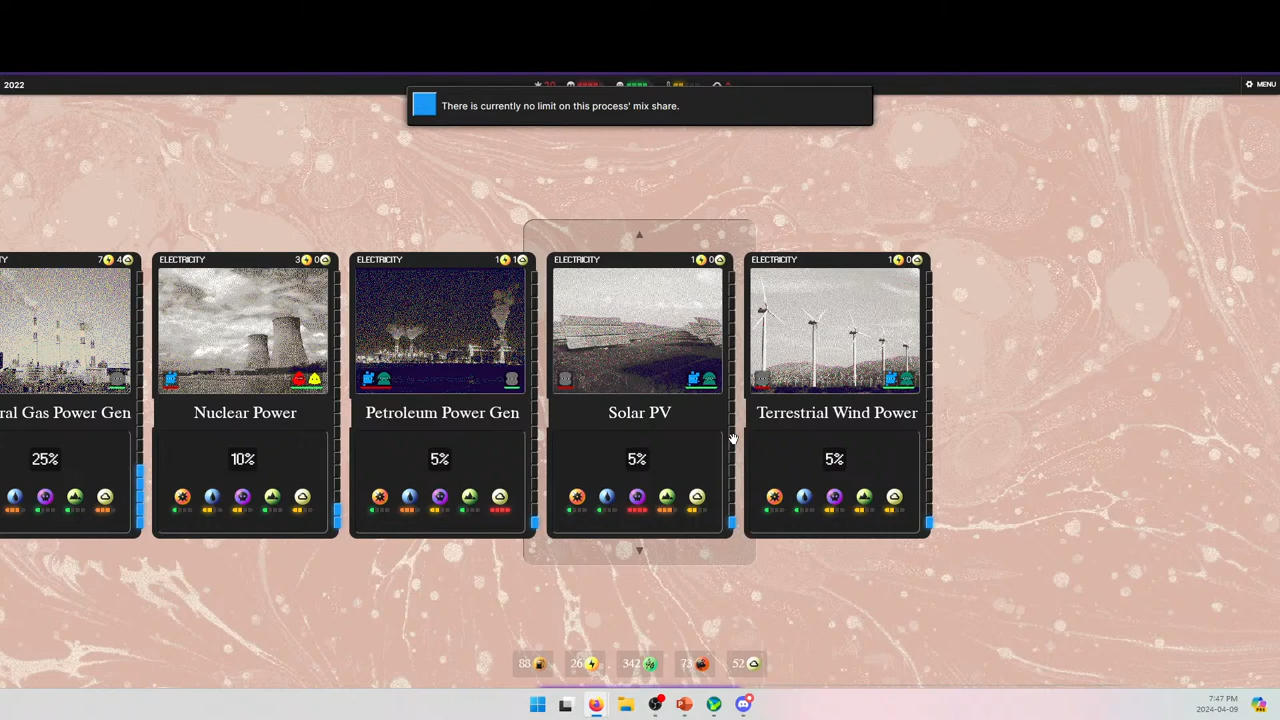 2022
20
MENU
There is currently no limit on this process' mix share.
ITY 7 4
ELECTRICITY 3 0
ELECTRICITY 1 1
ELECTRICITY 1 0
ELECTRICITY 1 0
ral Gas Power Gen
Nuclear Power
Petroleum Power Gen
Solar PV
Terrestrial Wind Power
25%
10%
5%
5%
5%
88 26 342 73 52
7:47 PM
2024-04-09